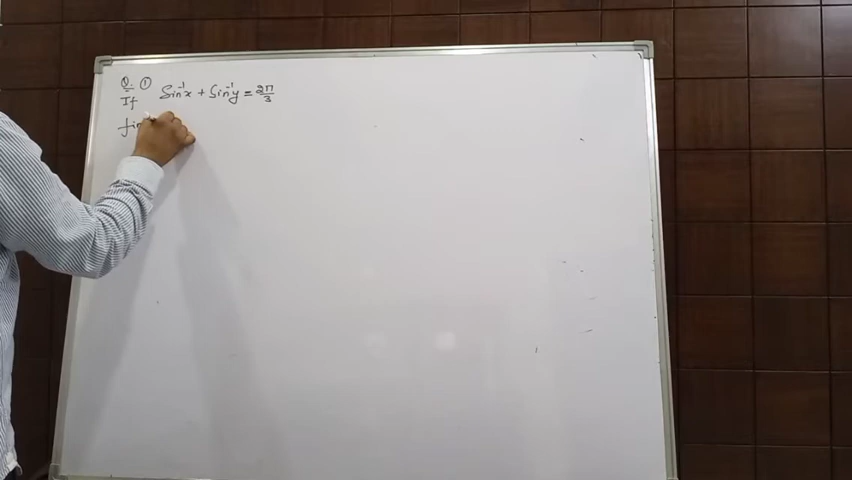 Q. ①
If Sin⁻¹x + Sin⁻¹y = 2π/3